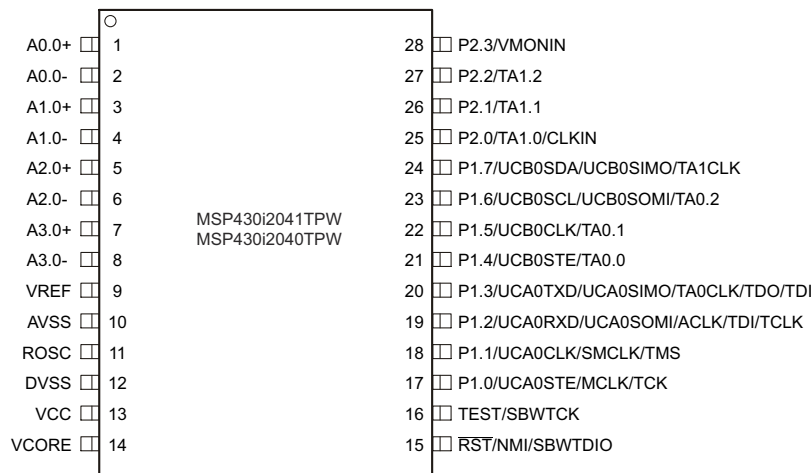 A0.0+ 1 28 P2.3/VMONIN
A0.0- 2 27 P2.2/TA1.2
A1.0+ 3 26 P2.1/TA1.1
A1.0- 4 25 P2.0/TA1.0/CLKIN
A2.0+ 5 24 P1.7/UCB0SDA/UCB0SIMO/TA1CLK
A2.0- 6 23 P1.6/UCB0SCL/UCB0SOMI/TA0.2
MSP430i2041TPW
A3.0+ 7 22 P1.5/UCB0CLK/TA0.1
MSP430i2040TPW
A3.0- 8 21 P1.4/UCB0STE/TA0.0
VREF 9 20 P1.3/UCA0TXD/UCA0SIMO/TA0CLK/TDO/TDI
AVSS 10 19 P1.2/UCA0RXD/UCA0SOMI/ACLK/TDI/TCLK
ROSC 11 18 P1.1/UCA0CLK/SMCLK/TMS
DVSS 12 17 P1.0/UCA0STE/MCLK/TCK
VCC 13 16 TEST/SBWTCK
VCORE 14 15 RST/NMI/SBWTDIO